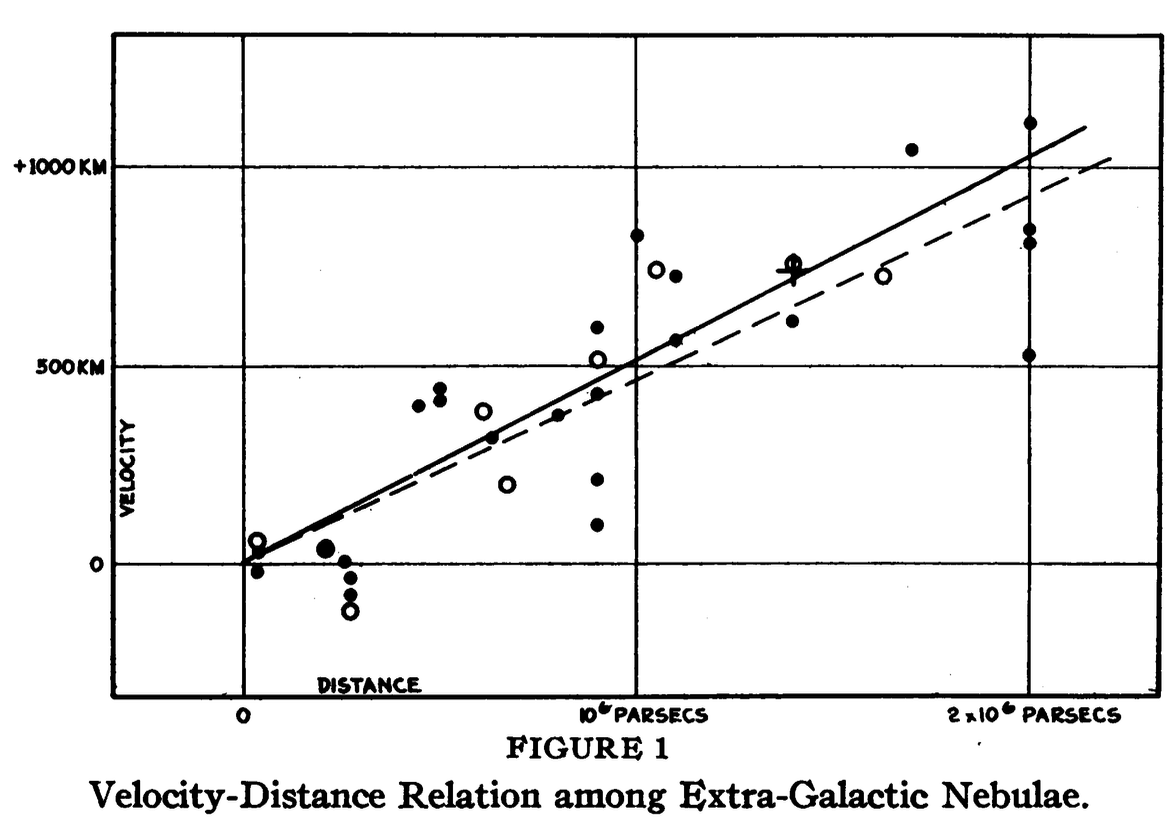 +1000 KM
500 KM
VELOCITY
0
DISTANCE
0
10⁶ PARSECS
2 x 10⁶ PARSECS
FIGURE 1
Velocity-Distance Relation among Extra-Galactic Nebulae.